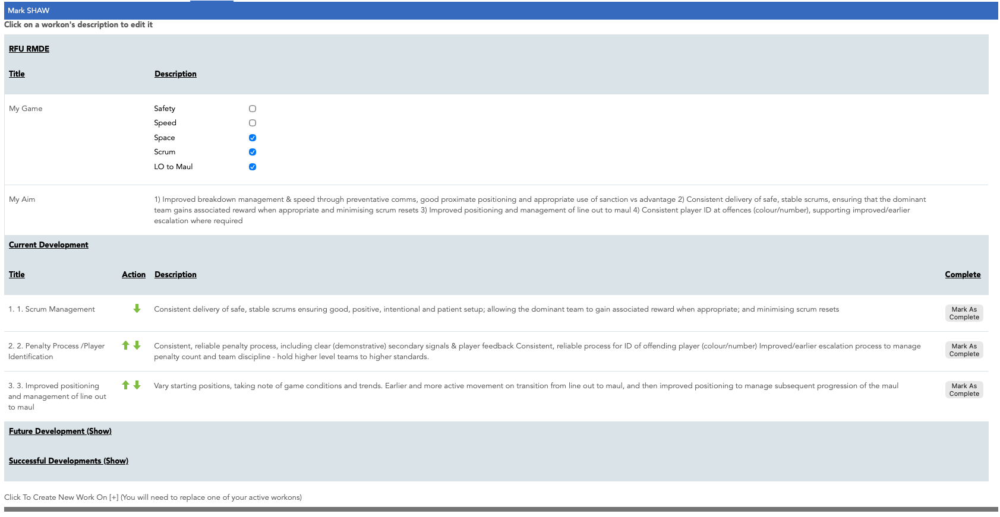 Mark SHAW
Click on a workon's description to edit it
RFU RMDE
Title Description
My Game Safety
Speed
Space
Scrum
LO to Maul
My Aim 1) Improved breakdown management & speed through preventative comms, good proximate positioning and appropriate use of sanction vs advantage 2) Consistent delivery of safe, stable scrums, ensuring that the dominant
team gains associated reward when appropriate and minimising scrum resets 3) Improved positioning and management of line out to maul 4) Consistent player ID at offences (colour/number), supporting improved/earlier
escalation where required
Current Development
Title Action Description Complete
1. 1. Scrum Management Consistent delivery of safe, stable scrums ensuring good, positive, intentional and patient setup; allowing the dominant team to gain associated reward when appropriate; and minimising scrum resets
Mark As
Complete
2. 2. Penalty Process /Player
Identification
Consistent, reliable penalty process, including clear (demonstrative) secondary signals & player feedback Consistent, reliable process for ID of offending player (colour/number) Improved/earlier escalation process to manage
penalty count and team discipline - hold higher level teams to higher standards.
Mark As
Complete
3. 3. Improved positioning
and management of line out
to maul
Vary starting positions, taking note of game conditions and trends. Earlier and more active movement on transition from line out to maul, and then improved positioning to manage subsequent progression of the maul
Mark As
Complete
Future Development (Show)
Successful Developments (Show)
Click To Create New Work On [+] (You will need to replace one of your active workons)